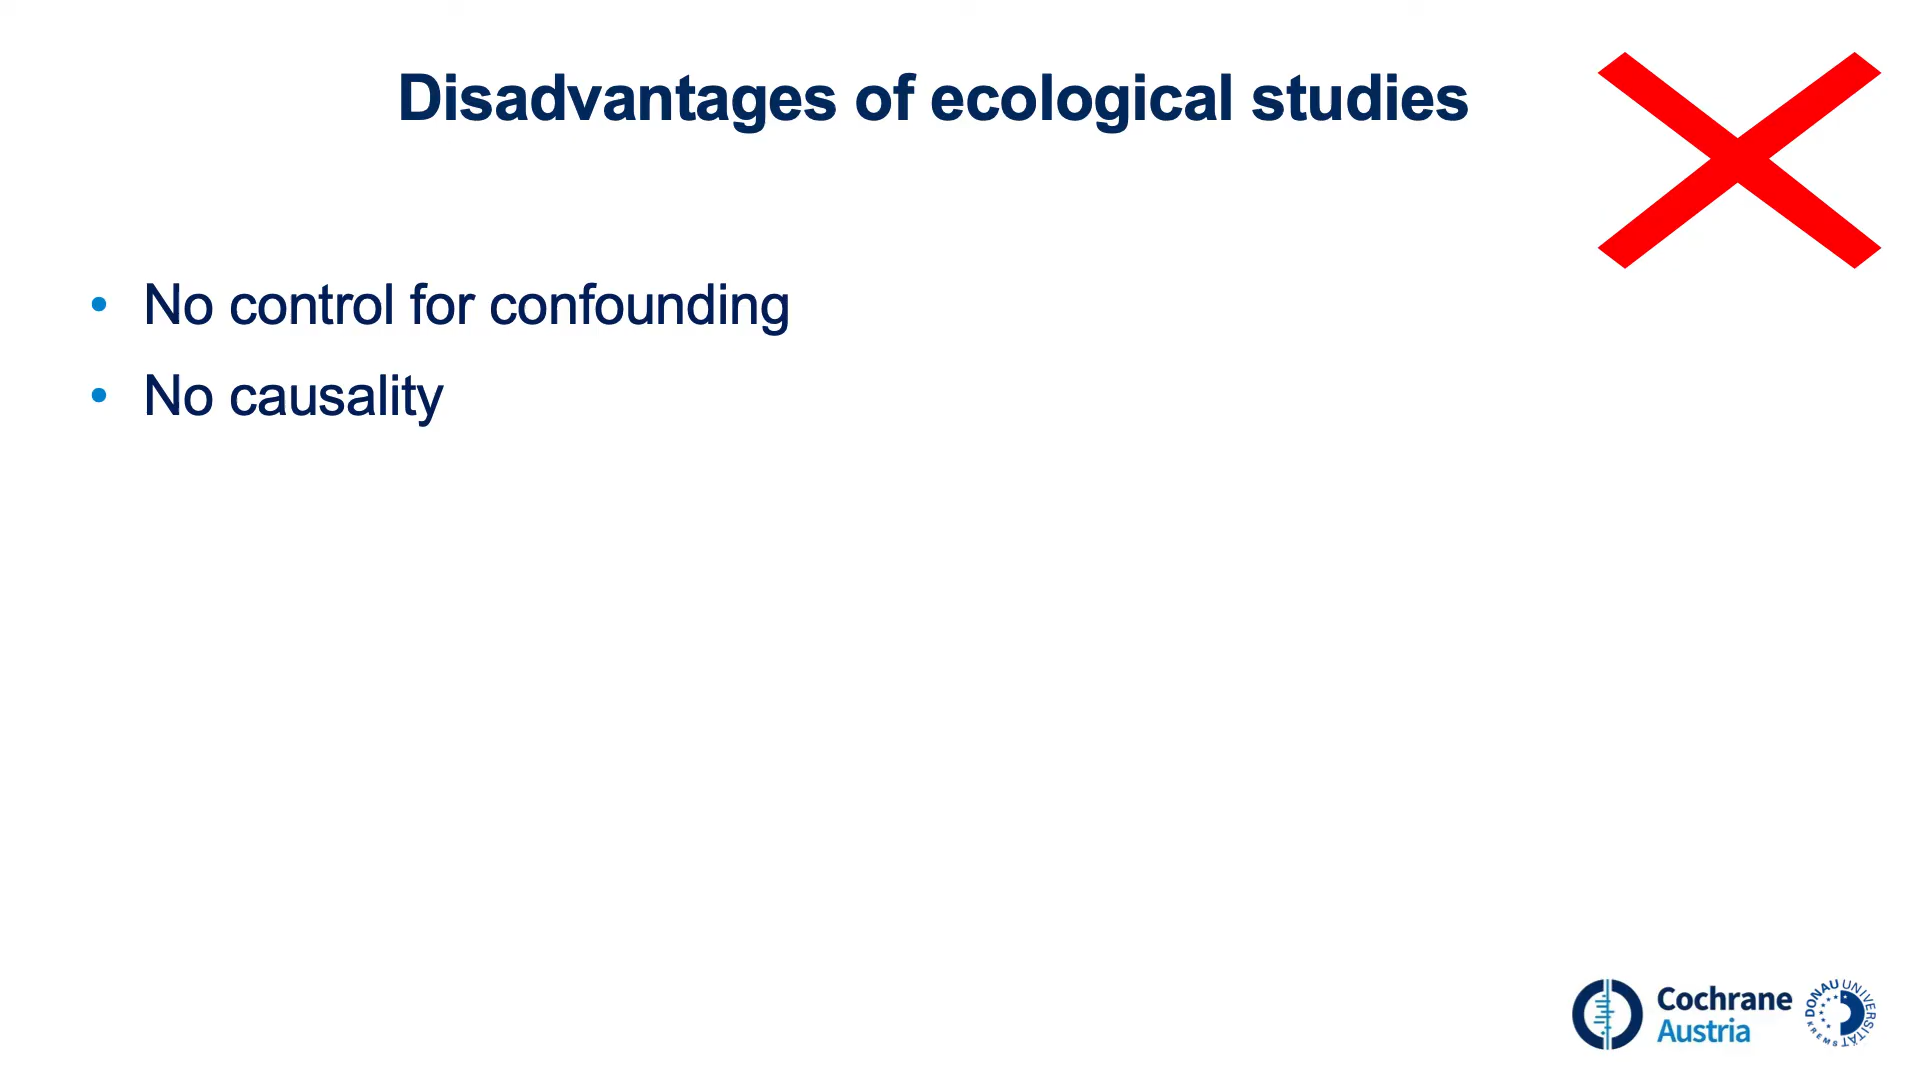 Disadvantages of ecological studies
• No control for confounding
• No causality
Cochrane
Austria
DONAU UNIVERSITÄT
KREMS